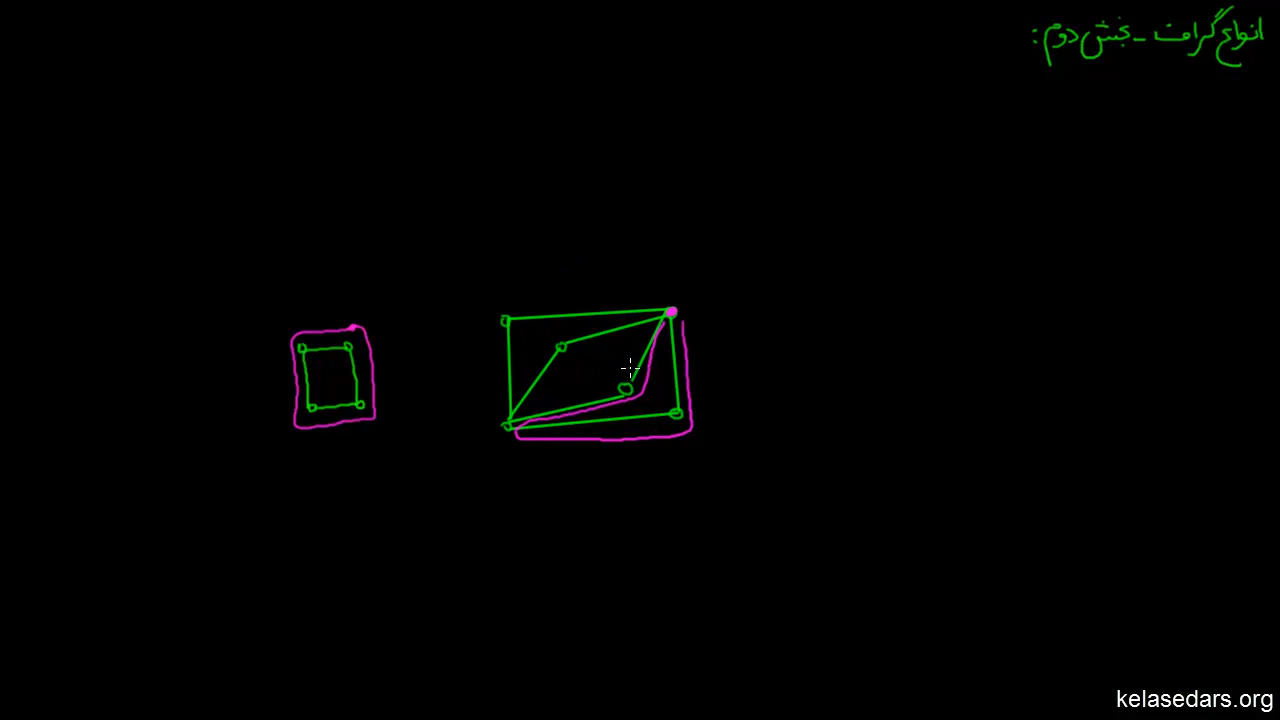 انواع گراف - بخش دوم :
kelasedars.org